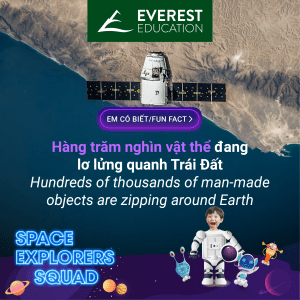 EVEREST
EDUCATION
EM CÓ BIẾT/FUN FACT >
Hàng trăm nghìn vật thể đang
lơ lửng quanh Trái Đất
Hundreds of thousands of man-made
objects are zipping around Earth
SPACE
EXPLORERS
SQUAD